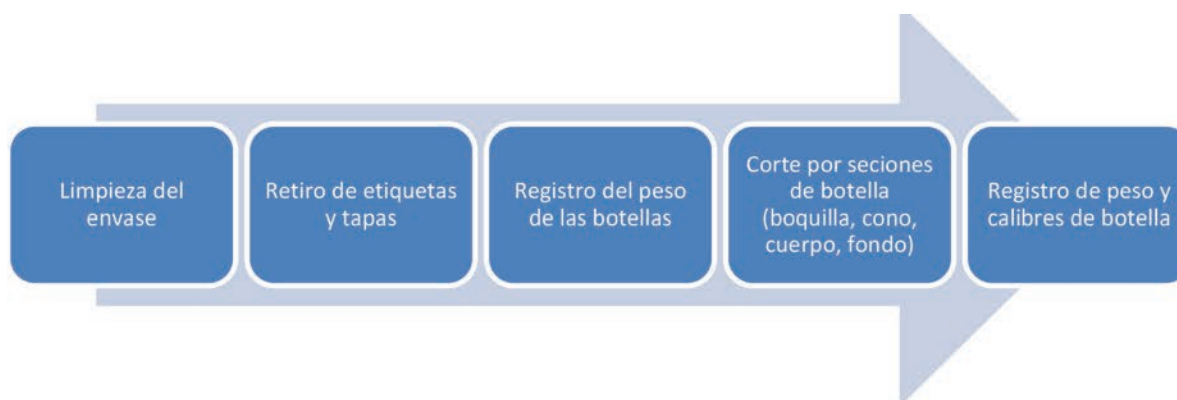 Limpieza del
envase
Retiro de etiquetas
y tapas
Registro del peso
de las botellas
Corte por seciones
de botella
(boquilla, cono,
cuerpo, fondo)
Registro de peso y
calibres de botella